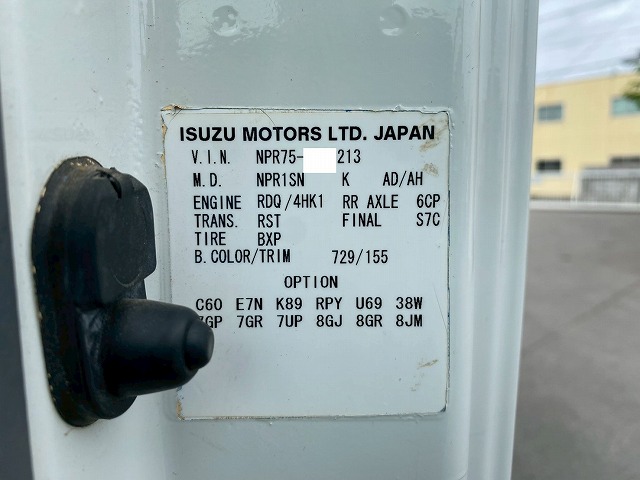 ISUZU MOTORS LTD. JAPAN
V.I.N. NPR75- 213
M.D. NPR1SN K AD/AH
ENGINE RDQ/4HK1 RR AXLE 6CP
TRANS. RST FINAL S7C
TIRE BXP
B.COLOR/TRIM 729/155
OPTION
C60 E7N K89 RPY U69 38W
7GP 7GR 7UP 8GJ 8GR 8JM